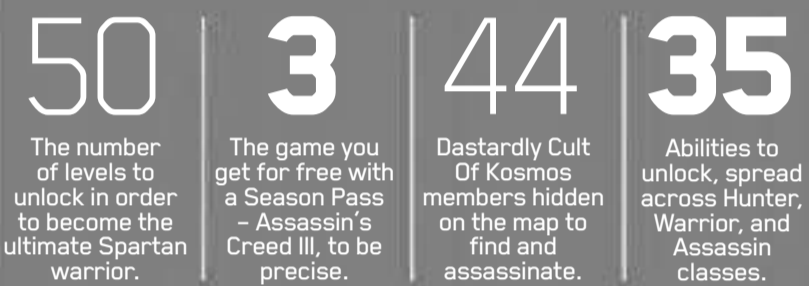 50
The number
of levels to
unlock in order
to become the
ultimate Spartan
warrior.
3
The game you
get for free with
a Season Pass
– Assassin's
Creed III, to be
precise.
44
Dastardly Cult
Of Kosmos
members hidden
on the map to
find and
assassinate.
35
Abilities to
unlock, spread
across Hunter,
Warrior, and
Assassin
classes.